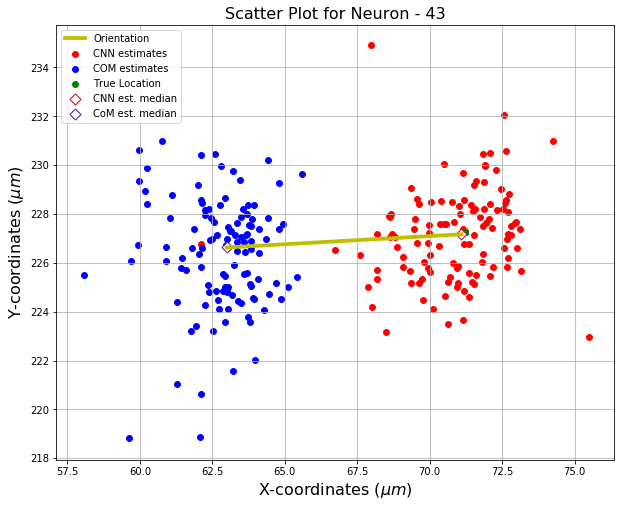 Scatter Plot for Neuron - 43
Orientation
CNN estimates
COM estimates
True Location
CNN est. median
CoM est. median
234
232
230
228
226
224
222
220
218
Y-coordinates (μm)
57.5 60.0 62.5 65.0 67.5 70.0 72.5 75.0
X-coordinates (μm)